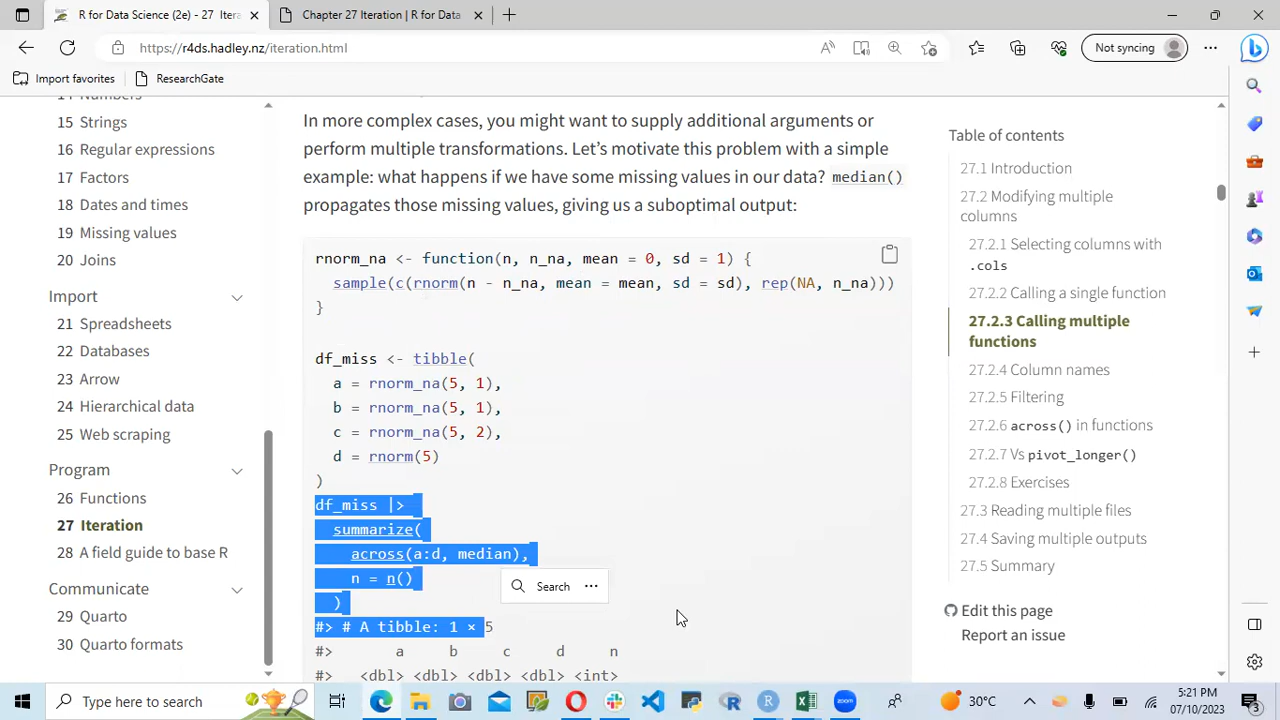 R for Data Science (2e) - 27 Itera
Chapter 27 Iteration | R for Data
https://r4ds.hadley.nz/iteration.html
Not syncing
Import favorites
ResearchGate
14 Numbers
15 Strings
16 Regular expressions
17 Factors
18 Dates and times
19 Missing values
20 Joins
Import
21 Spreadsheets
22 Databases
23 Arrow
24 Hierarchical data
25 Web scraping
Program
26 Functions
27 Iteration
28 A field guide to base R
Communicate
29 Quarto
30 Quarto formats
In more complex cases, you might want to supply additional arguments or
perform multiple transformations. Let's motivate this problem with a simple
example: what happens if we have some missing values in our data? median()
propagates those missing values, giving us a suboptimal output:
rnorm_na <- function(n, n_na, mean = 0, sd = 1) {
sample(c(rnorm(n - n_na, mean = mean, sd = sd), rep(NA, n_na)))
}
df_miss <- tibble(
a = rnorm_na(5, 1),
b = rnorm_na(5, 1),
c = rnorm_na(5, 2),
d = rnorm(5)
)
df_miss |>
summarize(
across(a:d, median),
n = n()
)
#> # A tibble: 1 × 5
#> a b c d n
#> <dbl> <dbl> <dbl> <dbl> <int>
Search
Table of contents
27.1 Introduction
27.2 Modifying multiple
columns
27.2.1 Selecting columns with
.cols
27.2.2 Calling a single function
27.2.3 Calling multiple
functions
27.2.4 Column names
27.2.5 Filtering
27.2.6 across() in functions
27.2.7 Vs pivot_longer()
27.2.8 Exercises
27.3 Reading multiple files
27.4 Saving multiple outputs
27.5 Summary
Edit this page
Report an issue
Type here to search
30°C
5:21 PM
07/10/2023
3